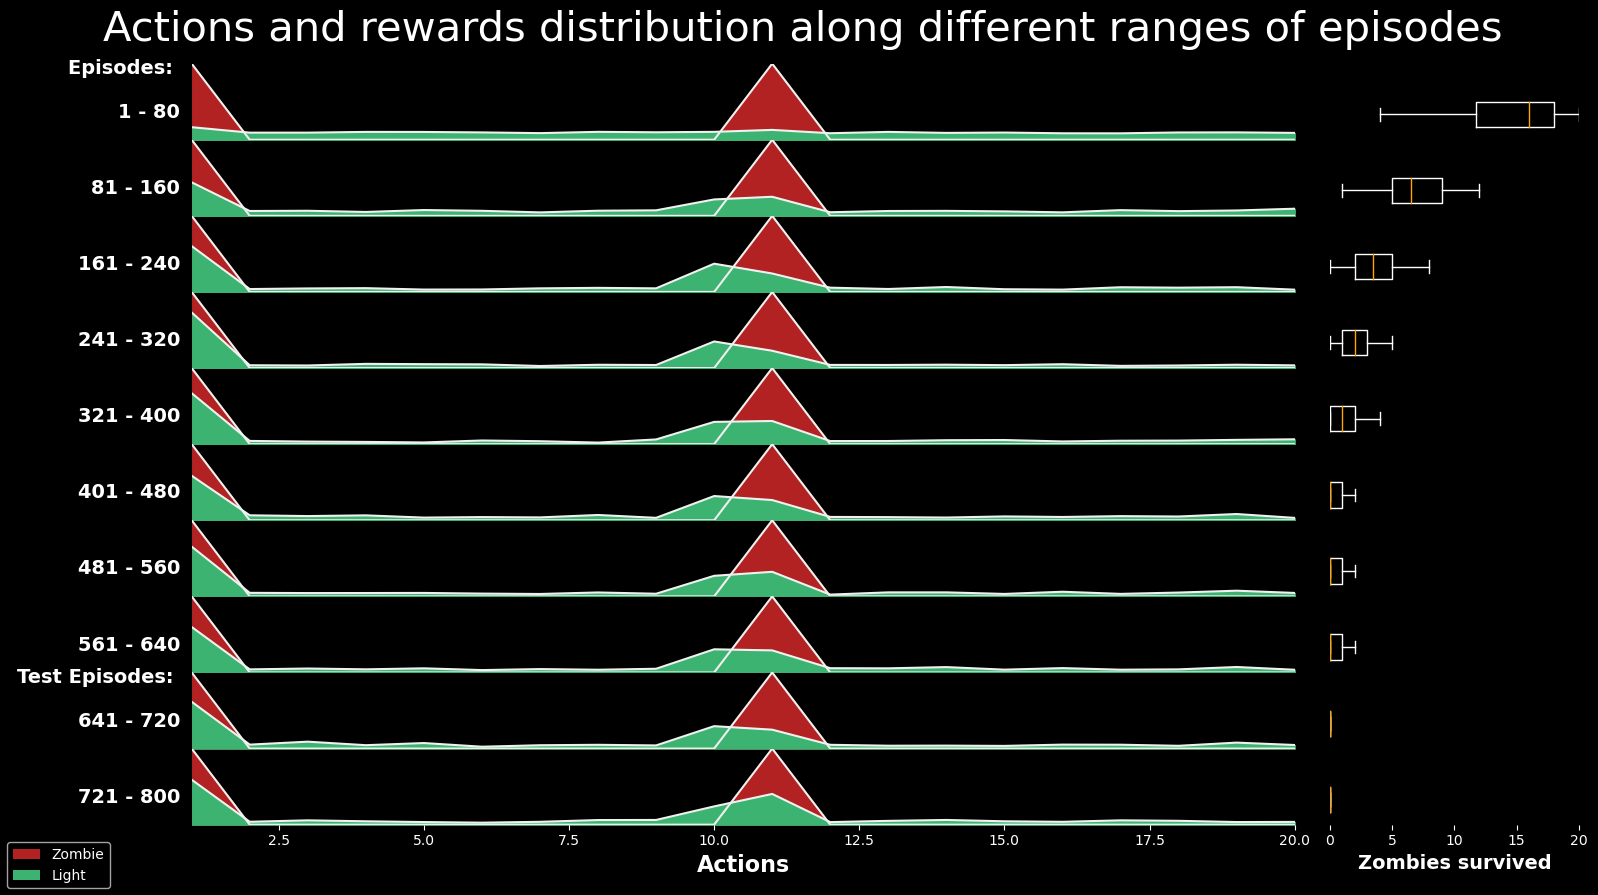 Actions and rewards distribution along different ranges of episodes
Episodes:
1 - 80
81 - 160
161 - 240
241 - 320
321 - 400
401 - 480
481 - 560
561 - 640
Test Episodes:
641 - 720
721 - 800
2.5 5.0 7.5 10.0 12.5 15.0 17.5 20.0
Actions
0 5 10 15 20
Zombies survived
Zombie
Light